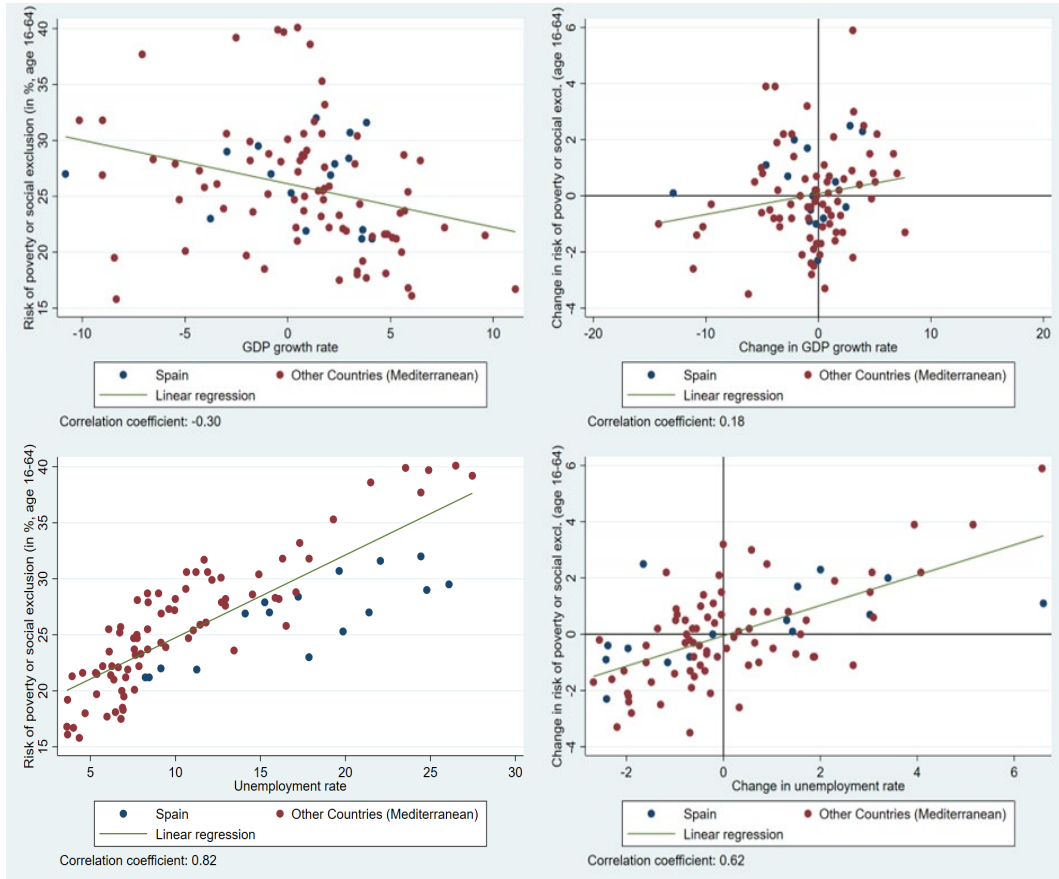 Risk of poverty or social exclusion (in %, age 16-64)
40
35
30
25
20
15
-10 -5 0 5 10
GDP growth rate
Spain Other Countries (Mediterranean)
Linear regression
Correlation coefficient: -0.30
Change in risk of poverty or social excl. (age 16-64)
6
4
2
0
-2
-4
-20 -10 0 10 20
Change in GDP growth rate
Spain Other Countries (Mediterranean)
Linear regression
Correlation coefficient: 0.18
Risk of poverty or social exclusion (in %, age 16-64)
40
35
30
25
20
15
5 10 15 20 25 30
Unemployment rate
Spain Other Countries (Mediterranean)
Linear regression
Correlation coefficient: 0.82
Change in risk of poverty or social excl. (age 16-64)
6
4
2
0
-2
-4
-2 0 2 4 6
Change in unemployment rate
Spain Other Countries (Mediterranean)
Linear regression
Correlation coefficient: 0.62